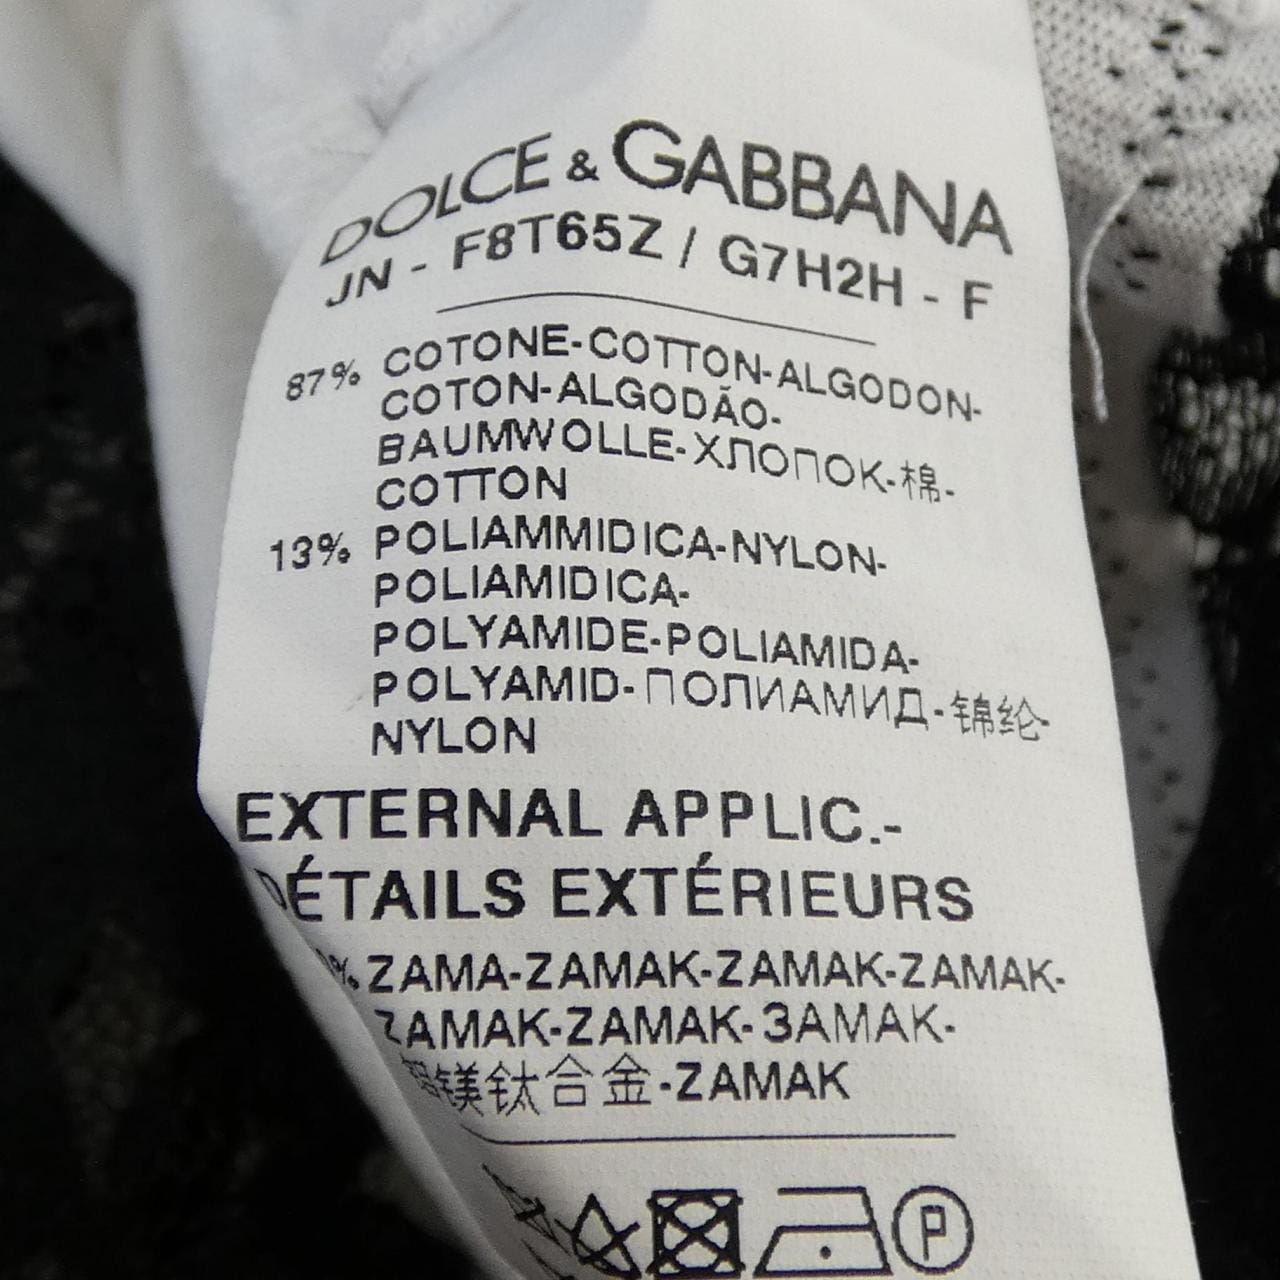 DOLCE & GABBANA
JN - F8T65Z / G7H2H - F
87% COTONE-COTTON-ALGODON-
COTON-ALGODÃO-
BAUMWOLLE-ХЛОПОК-棉-
COTTON
13% POLIAMMIDICA-NYLON-
POLIAMIDICA-
POLYAMIDE-POLIAMIDA-
POLYAMID-ПОЛИАМИД-锦纶-
NYLON
EXTERNAL APPLIC.-
DÉTAILS EXTÉRIEURS
ZAMA-ZAMAK-ZAMAK-ZAMAK-
ZAMAK-ZAMAK-ЗАМАК-
镁钛合金-ZAMAK
P